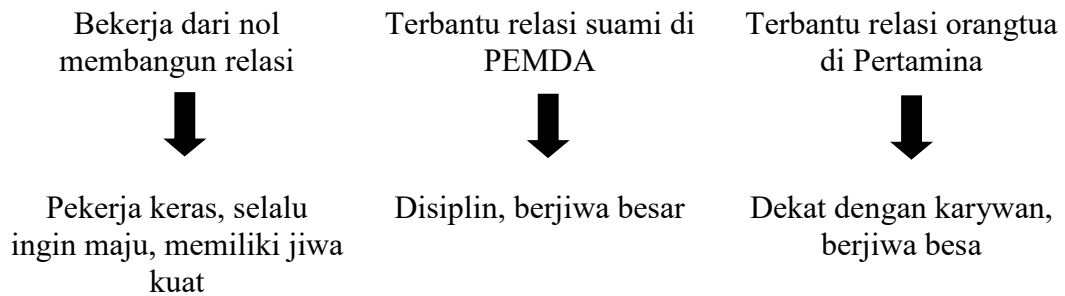 Bekerja dari nol
membangun relasi
Terbantu relasi suami di
PEMDA
Terbantu relasi orangtua
di Pertamina
Pekerja keras, selalu
ingin maju, memiliki jiwa
kuat
Disiplin, berjiwa besar
Dekat dengan karywan,
berjiwa besa